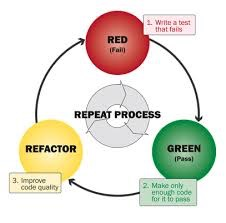 RED
(Fail)
1. Write a test
that fails
REPEAT PROCESS
REFACTOR
GREEN
(Pass)
3. Improve
code quality
2. Make only
enough code
for it to pass